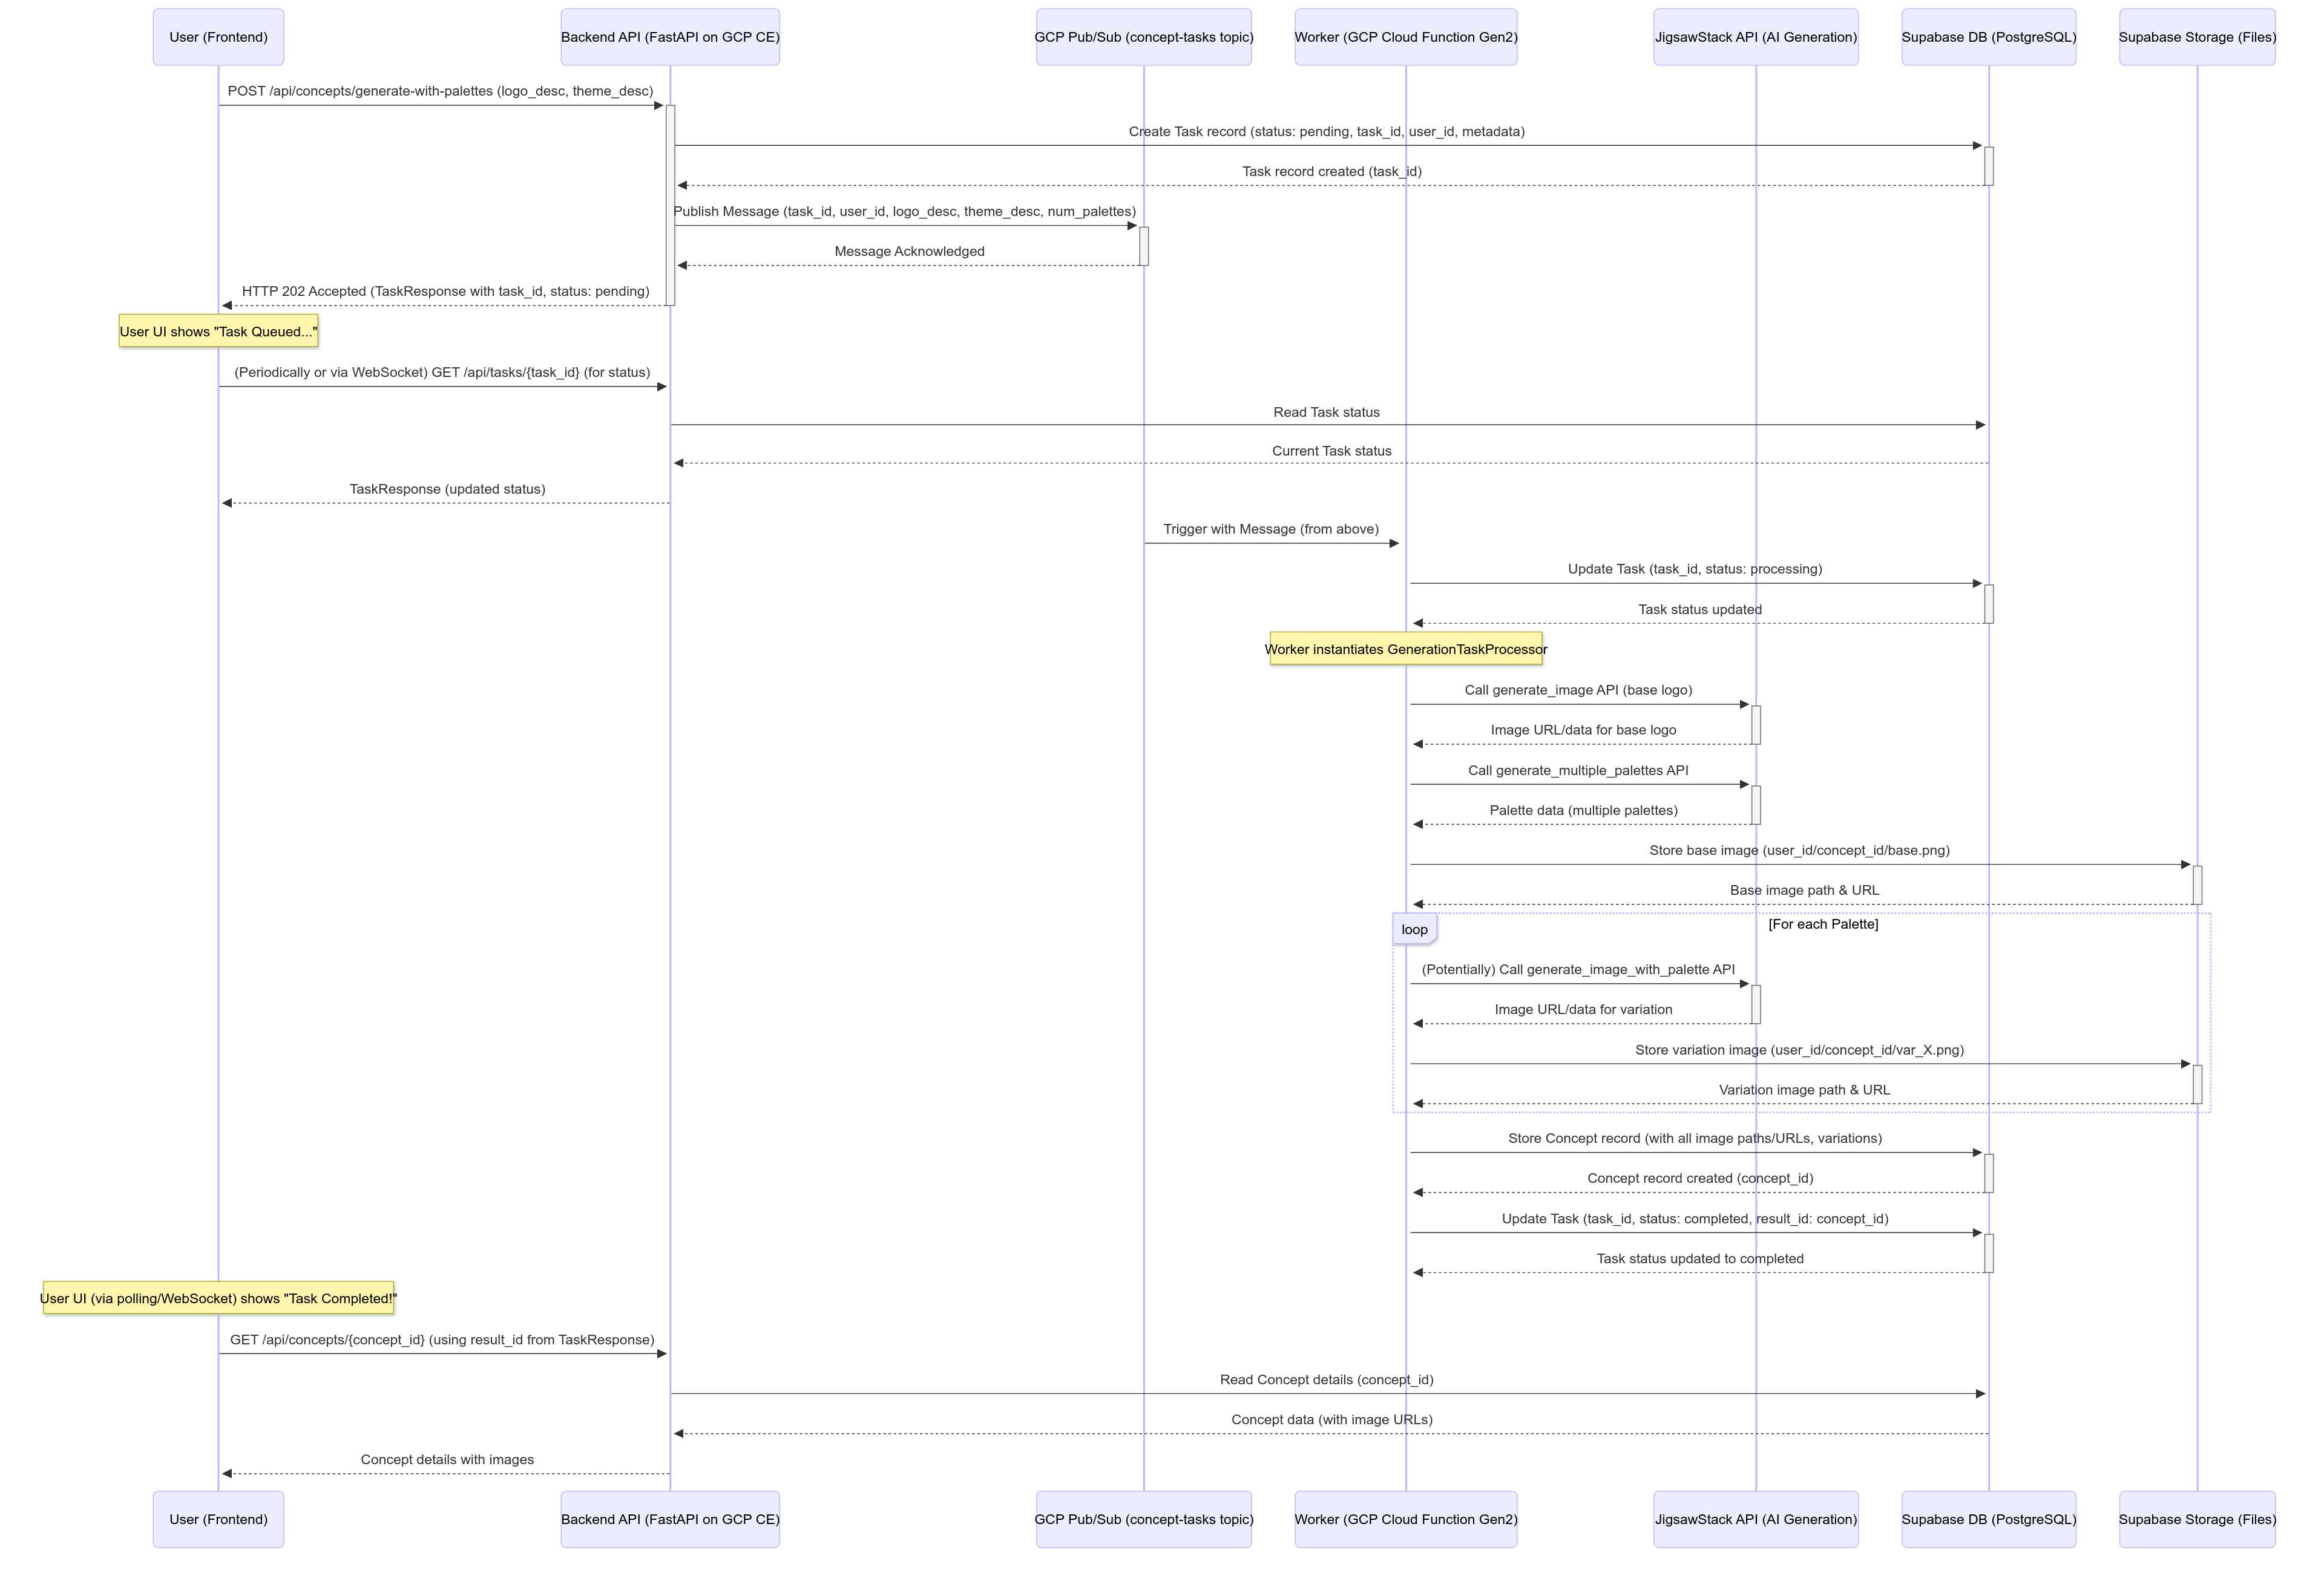 User (Frontend)
Backend API (FastAPI on GCP CE)
GCP Pub/Sub (concept-tasks topic)
Worker (GCP Cloud Function Gen2)
JigsawStack API (AI Generation)
Supabase DB (PostgreSQL)
Supabase Storage (Files)
POST /api/concepts/generate-with-palettes (logo_desc, theme_desc)
Create Task record (status: pending, task_id, user_id, metadata)
Task record created (task_id)
Publish Message (task_id, user_id, logo_desc, theme_desc, num_palettes)
Message Acknowledged
HTTP 202 Accepted (TaskResponse with task_id, status: pending)
User UI shows "Task Queued..."
(Periodically or via WebSocket) GET /api/tasks/{task_id} (for status)
Read Task status
Current Task status
TaskResponse (updated status)
Trigger with Message (from above)
Update Task (task_id, status: processing)
Task status updated
Worker instantiates GenerationTaskProcessor
Call generate_image API (base logo)
Image URL/data for base logo
Call generate_multiple_palettes API
Palette data (multiple palettes)
Store base image (user_id/concept_id/base.png)
Base image path & URL
loop
[For each Palette]
(Potentially) Call generate_image_with_palette API
Image URL/data for variation
Store variation image (user_id/concept_id/var_X.png)
Variation image path & URL
Store Concept record (with all image paths/URLs, variations)
Concept record created (concept_id)
Update Task (task_id, status: completed, result_id: concept_id)
Task status updated to completed
User UI (via polling/WebSocket) shows "Task Completed!"
GET /api/concepts/{concept_id} (using result_id from TaskResponse)
Read Concept details (concept_id)
Concept data (with image URLs)
Concept details with images
User (Frontend)
Backend API (FastAPI on GCP CE)
GCP Pub/Sub (concept-tasks topic)
Worker (GCP Cloud Function Gen2)
JigsawStack API (AI Generation)
Supabase DB (PostgreSQL)
Supabase Storage (Files)